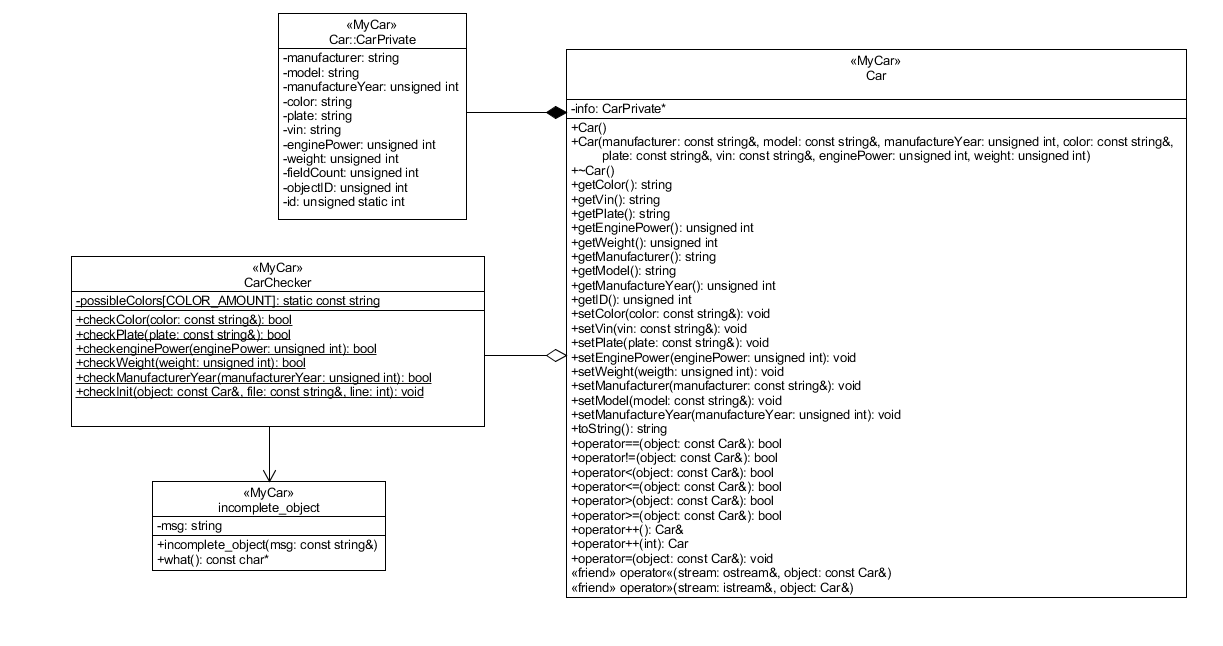 «MyCar»
Car::CarPrivate
-manufacturer: string
-model: string
-manufactureYear: unsigned int
-color: string
-plate: string
-vin: string
-enginePower: unsigned int
-weight: unsigned int
-fieldCount: unsigned int
-objectID: unsigned int
-id: unsigned static int
«MyCar»
Car
-info: CarPrivate*
+Car()
+Car(manufacturer: const string&, model: const string&, manufactureYear: unsigned int, color: const string&,
plate: const string&, vin: const string&, enginePower: unsigned int, weight: unsigned int)
+~Car()
+getColor(): string
+getVin(): string
+getPlate(): string
+getEnginePower(): unsigned int
+getWeight(): unsigned int
+getManufacturer(): string
+getModel(): string
+getManufactureYear(): unsigned int
+getID(): unsigned int
+setColor(color: const string&): void
+setVin(vin: const string&): void
+setPlate(plate: const string&): void
+setEnginePower(enginePower: unsigned int): void
+setWeight(weigth: unsigned int): void
+setManufacturer(manufacturer: const string&): void
+setModel(model: const string&): void
+setManufactureYear(manufactureYear: unsigned int): void
+toString(): string
+operator==(object: const Car&): bool
+operator!=(object: const Car&): bool
+operator<(object: const Car&): bool
+operator<=(object: const Car&): bool
+operator>(object: const Car&): bool
+operator>=(object: const Car&): bool
+operator++(): Car&
+operator++(int): Car
+operator=(object: const Car&): void
«friend» operator«(stream: ostream&, object: const Car&)
«friend» operator»(stream: istream&, object: Car&)
«MyCar»
CarChecker
-possibleColors[COLOR_AMOUNT]: static const string
+checkColor(color: const string&): bool
+checkPlate(plate: const string&): bool
+checkenginePower(enginePower: unsigned int): bool
+checkWeight(weight: unsigned int): bool
+checkManufacturerYear(manufacturerYear: unsigned int): bool
+checkInit(object: const Car&, file: const string&, line: int): void
«MyCar»
incomplete_object
-msg: string
+incomplete_object(msg: const string&)
+what(): const char*